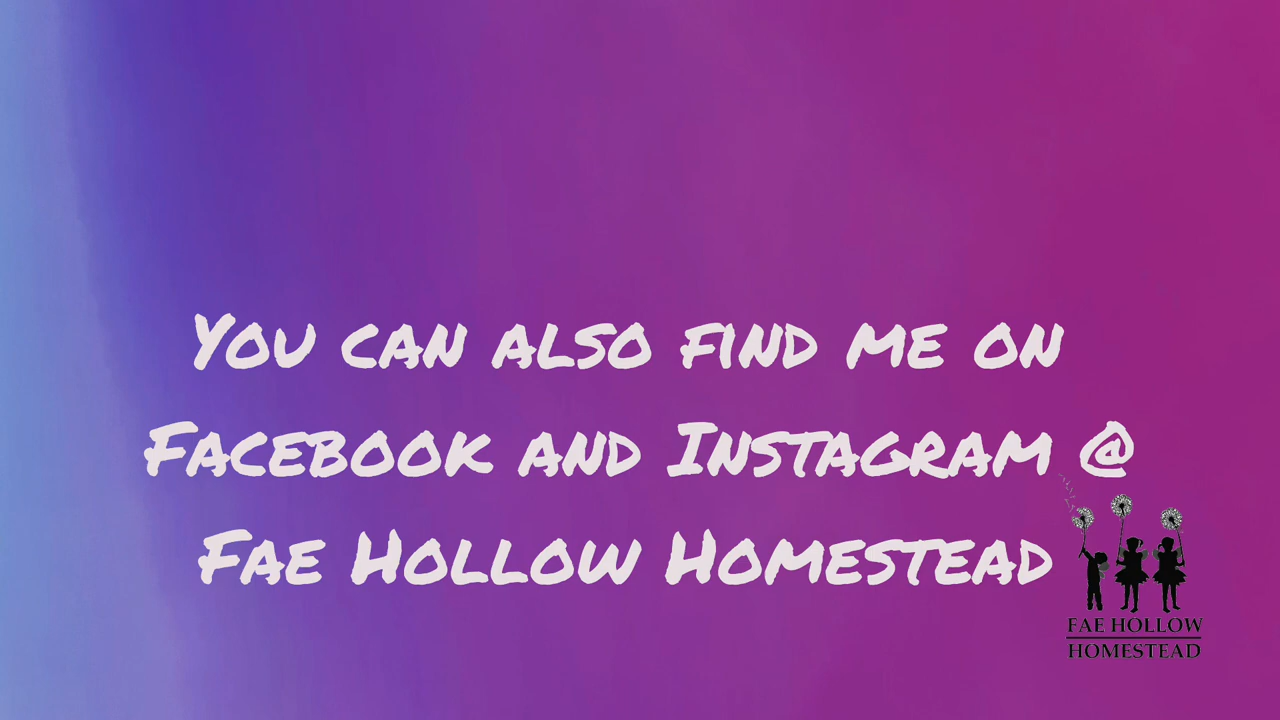 You can also find me on
Facebook and Instagram @
Fae Hollow Homestead
FAE HOLLOW
HOMESTEAD